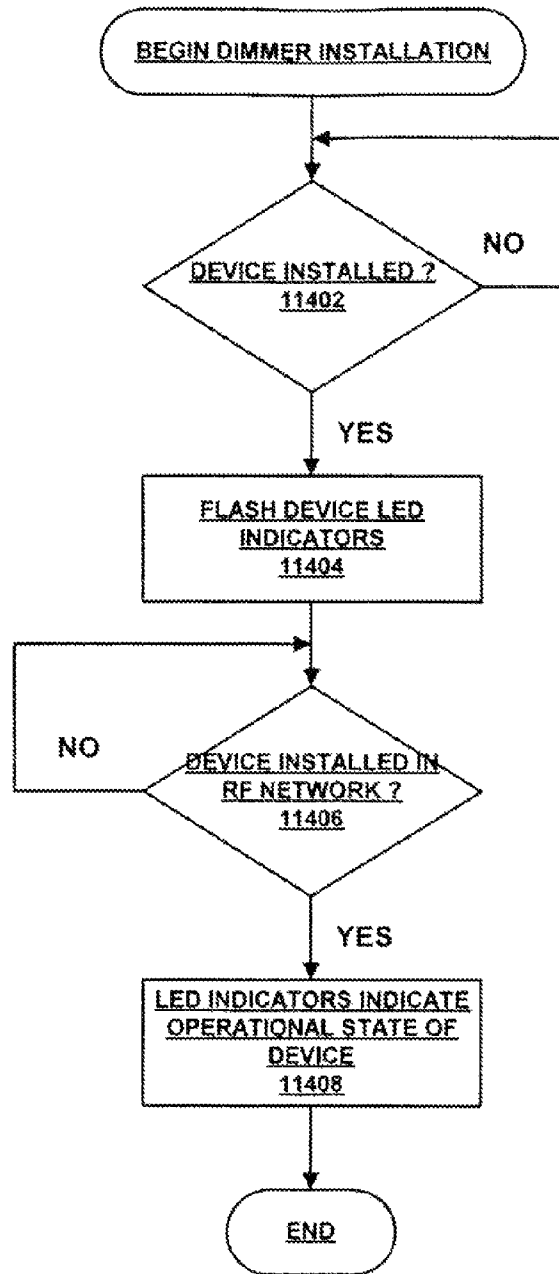 BEGIN DIMMER INSTALLATION
DEVICE INSTALLED ?
11402
NO
YES
FLASH DEVICE LED
INDICATORS
11404
NO
DEVICE INSTALLED IN
RF NETWORK ?
11406
YES
LED INDICATORS INDICATE
OPERATIONAL STATE OF
DEVICE
11408
END